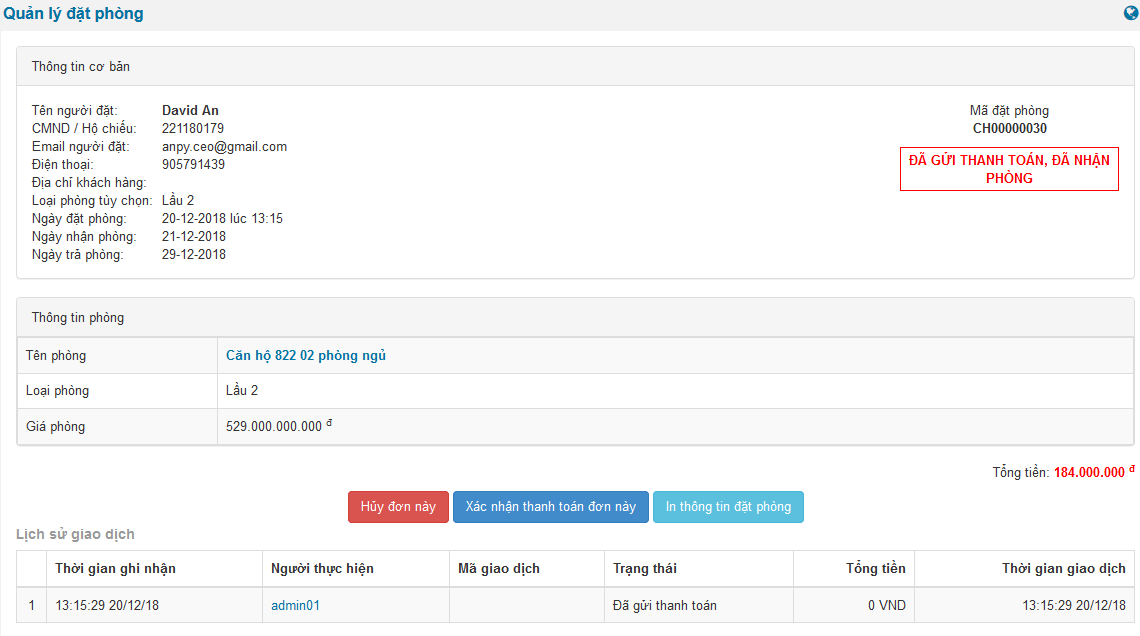 Quản lý đặt phòng
Thông tin cơ bản
Tên người đặt: David An
CMND / Hộ chiếu: 221180179
Email người đặt: anpy.ceo@gmail.com
Điện thoại: 905791439
Địa chỉ khách hàng:
Loại phòng tùy chọn: Lầu 2
Ngày đặt phòng: 20-12-2018 lúc 13:15
Ngày nhận phòng: 21-12-2018
Ngày trả phòng: 29-12-2018
Mã đặt phòng
CH00000030
ĐÃ GỬI THANH TOÁN, ĐÃ NHẬN
PHÒNG
Thông tin phòng
Tên phòng Căn hộ 822 02 phòng ngủ
Loại phòng Lầu 2
Giá phòng 529.000.000.000 đ
Tổng tiền: 184.000.000 đ
Hủy đơn này Xác nhận thanh toán đơn này In thông tin đặt phòng
Lịch sử giao dịch
Thời gian ghi nhận Người thực hiện Mã giao dịch Trạng thái Tổng tiền Thời gian giao dịch
1 13:15:29 20/12/18 admin01 Đã gửi thanh toán 0 VND 13:15:29 20/12/18